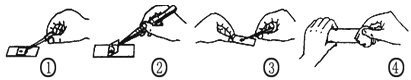 ① ② ③ ④